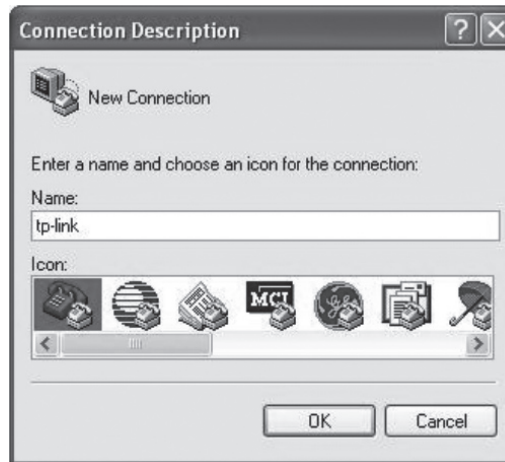 Connection Description
New Connection
Enter a name and choose an icon for the connection:
Name:
tp-link
Icon:
MCI
OK
Cancel